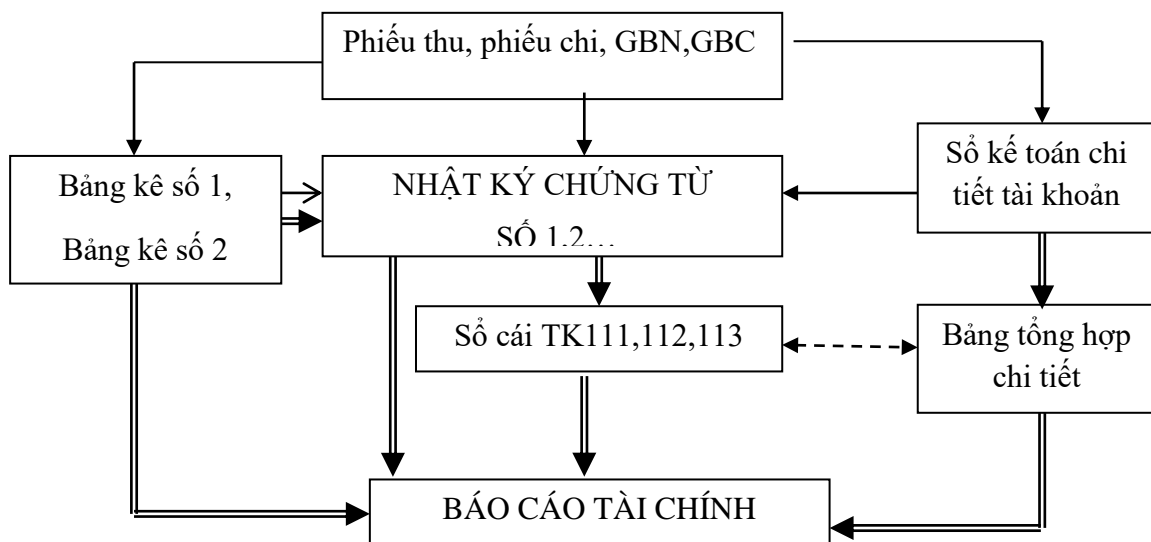 Phiếu thu, phiếu chi, GBN,GBC
Bảng kê số 1,
Bảng kê số 2
NHẬT KÝ CHỨNG TỪ
SỐ 1,2…
Sổ kế toán chi
tiết tài khoản
Sổ cái TK111,112,113
Bảng tổng hợp
chi tiết
BÁO CÁO TÀI CHÍNH